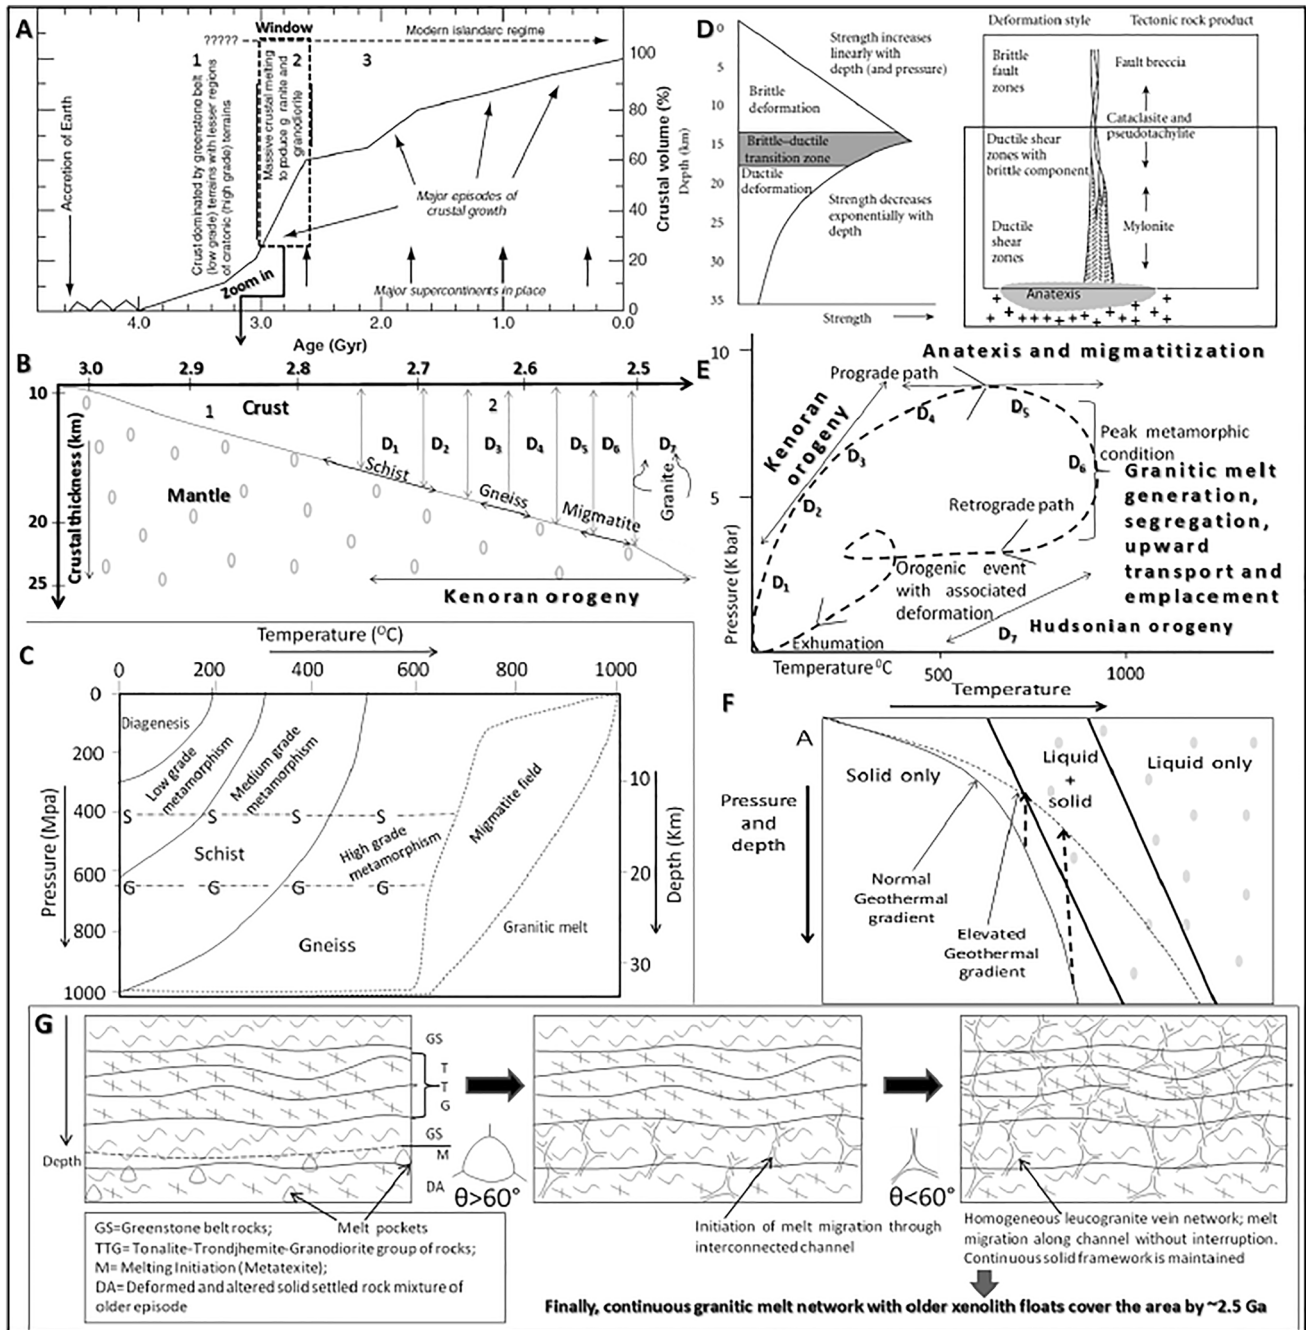 A
?????
Window
Modern islandarc regime
1
2
3
Accretion of Earth
Crust dominated by greenstone belt
(low grade) terrains with lesser regions
of cratonic (high grade) terrains
Massive crustal melting
to produce g ranite and
granodiorite
Major episodes of
crustal growth
Zoom in
Major supercontinents in place
100
80
60
40
20
0
Crustal volume (%)
4.0
3.0
2.0
1.0
0.0
Age (Gyr)
D
0
5
10
15
20
25
30
35
Depth (km)
Strength increases
linearly with
depth (and pressure)
Brittle
deformation
Brittle–ductile
transition zone
Ductile
deformation
Strength decreases
exponentially with
depth
Strength
Deformation style
Tectonic rock product
Brittle
fault
zones
Fault breccia
Cataclasite and
pseudotachylite
Ductile shear
zones with
brittle component
Ductile
shear
zones
Mylonite
Anatexis
B
3.0
2.9
2.8
2.7
2.6
2.5
10
20
25
Crustal thickness (km)
1
Crust
2
Mantle
D1
D2
D3
D4
D5
D6
D7
Schist
Gneiss
Migmatite
Granite
Kenoran orogeny
E
10
5
Pressure (K bar)
Anatexis and migmatitization
Prograde path
Kenoran
orogeny
D1
D2
D3
D4
D5
D6
Peak metamorphic
condition
Granitic melt
generation,
segregation,
upward
transport and
emplacement
Retrograde path
Orogenic event
with associated
deformation
D7
Hudsonian orogeny
Exhumation
Temperature ⁰C
500
1000
C
Temperature (⁰C)
0
200
400
600
800
1000
0
200
400
600
800
1000
Pressure (Mpa)
Diagenesis
Low grade
metamorphism
Medium grade
metamorphism
High grade
metamorphism
Migmatite field
S
S
S
S
Schist
G
G
G
G
Gneiss
Granitic melt
10
20
30
Depth (Km)
F
Temperature
A
Pressure
and
depth
Solid only
Liquid
+
solid
Liquid only
Normal
Geothermal
gradient
Elevated
Geothermal
gradient
G
Depth
GS
T
T
G
GS
M
DA
θ>60°
θ<60°
Melt pockets
GS=Greenstone belt rocks;
TTG= Tonalite-Trondjhemite-Granodiorite group of rocks;
M= Melting Initiation (Metatexite);
DA= Deformed and altered solid settled rock mixture of
older episode
Initiation of melt migration through
interconnected channel
Homogeneous leucogranite vein network; melt
migration along channel without interruption.
Continuous solid framework is maintained
Finally, continuous granitic melt network with older xenolith floats cover the area by ~2.5 Ga